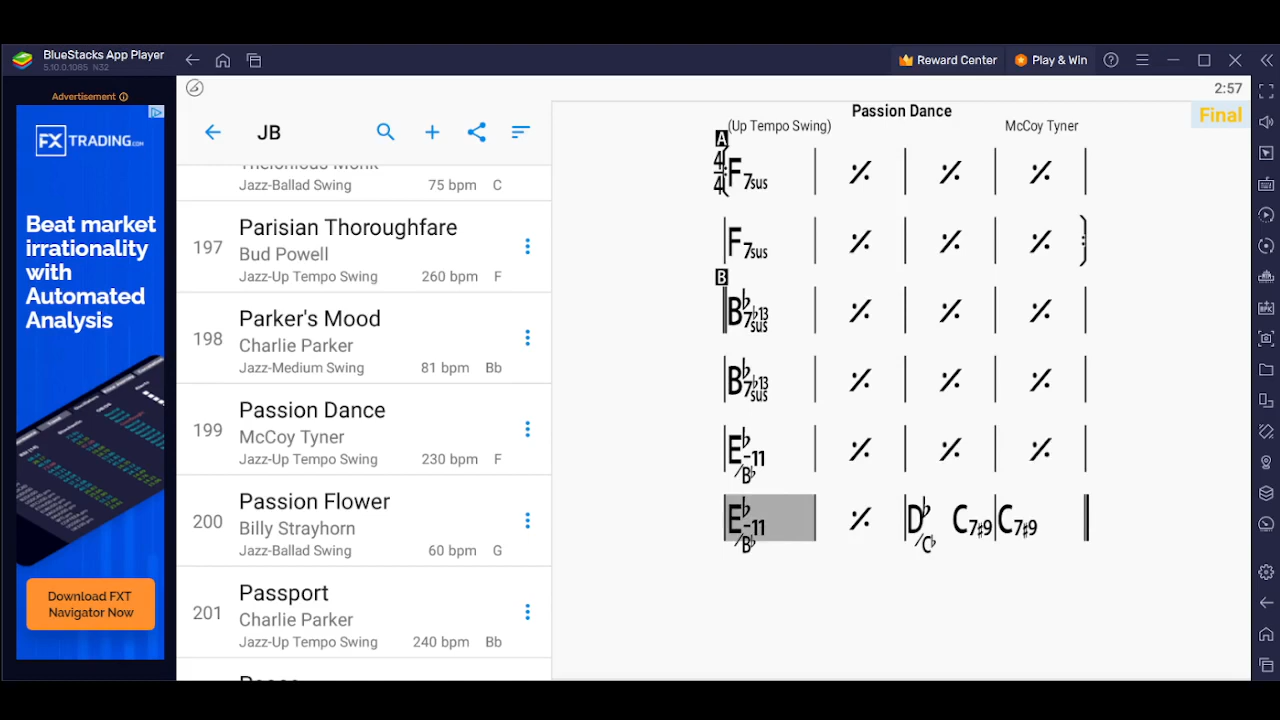 BlueStacks App Player
5.10.0.1085 N32
Reward Center
Play & Win
Advertisement
FX TRADING.COM
Beat market
irrationality
with
Automated
Analysis
Download FXT
Navigator Now
2:57
JB
Thelonious Monk
Jazz-Ballad Swing 75 bpm C
197 Parisian Thoroughfare
Bud Powell
Jazz-Up Tempo Swing 260 bpm F
198 Parker's Mood
Charlie Parker
Jazz-Medium Swing 81 bpm Bb
199 Passion Dance
McCoy Tyner
Jazz-Up Tempo Swing 230 bpm F
200 Passion Flower
Billy Strayhorn
Jazz-Ballad Swing 60 bpm G
201 Passport
Charlie Parker
Jazz-Up Tempo Swing 240 bpm Bb
Passion Dance
Final
(Up Tempo Swing) McCoy Tyner
A
4/4 F7sus
F7sus
B
B♭7♭13sus
B♭7♭13sus
E♭-11/B♭
E♭-11/B♭ D♭/C♭ C7♯9 C7♯9